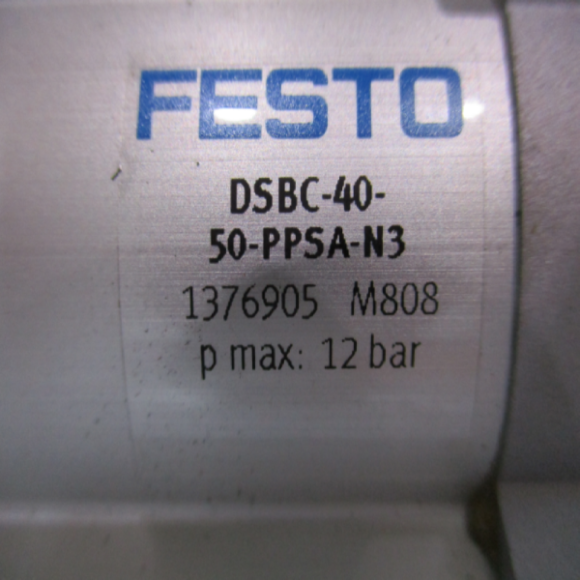 FESTO
DSBC-40-
50-PPSA-N3
1376905 M808
p max: 12 bar